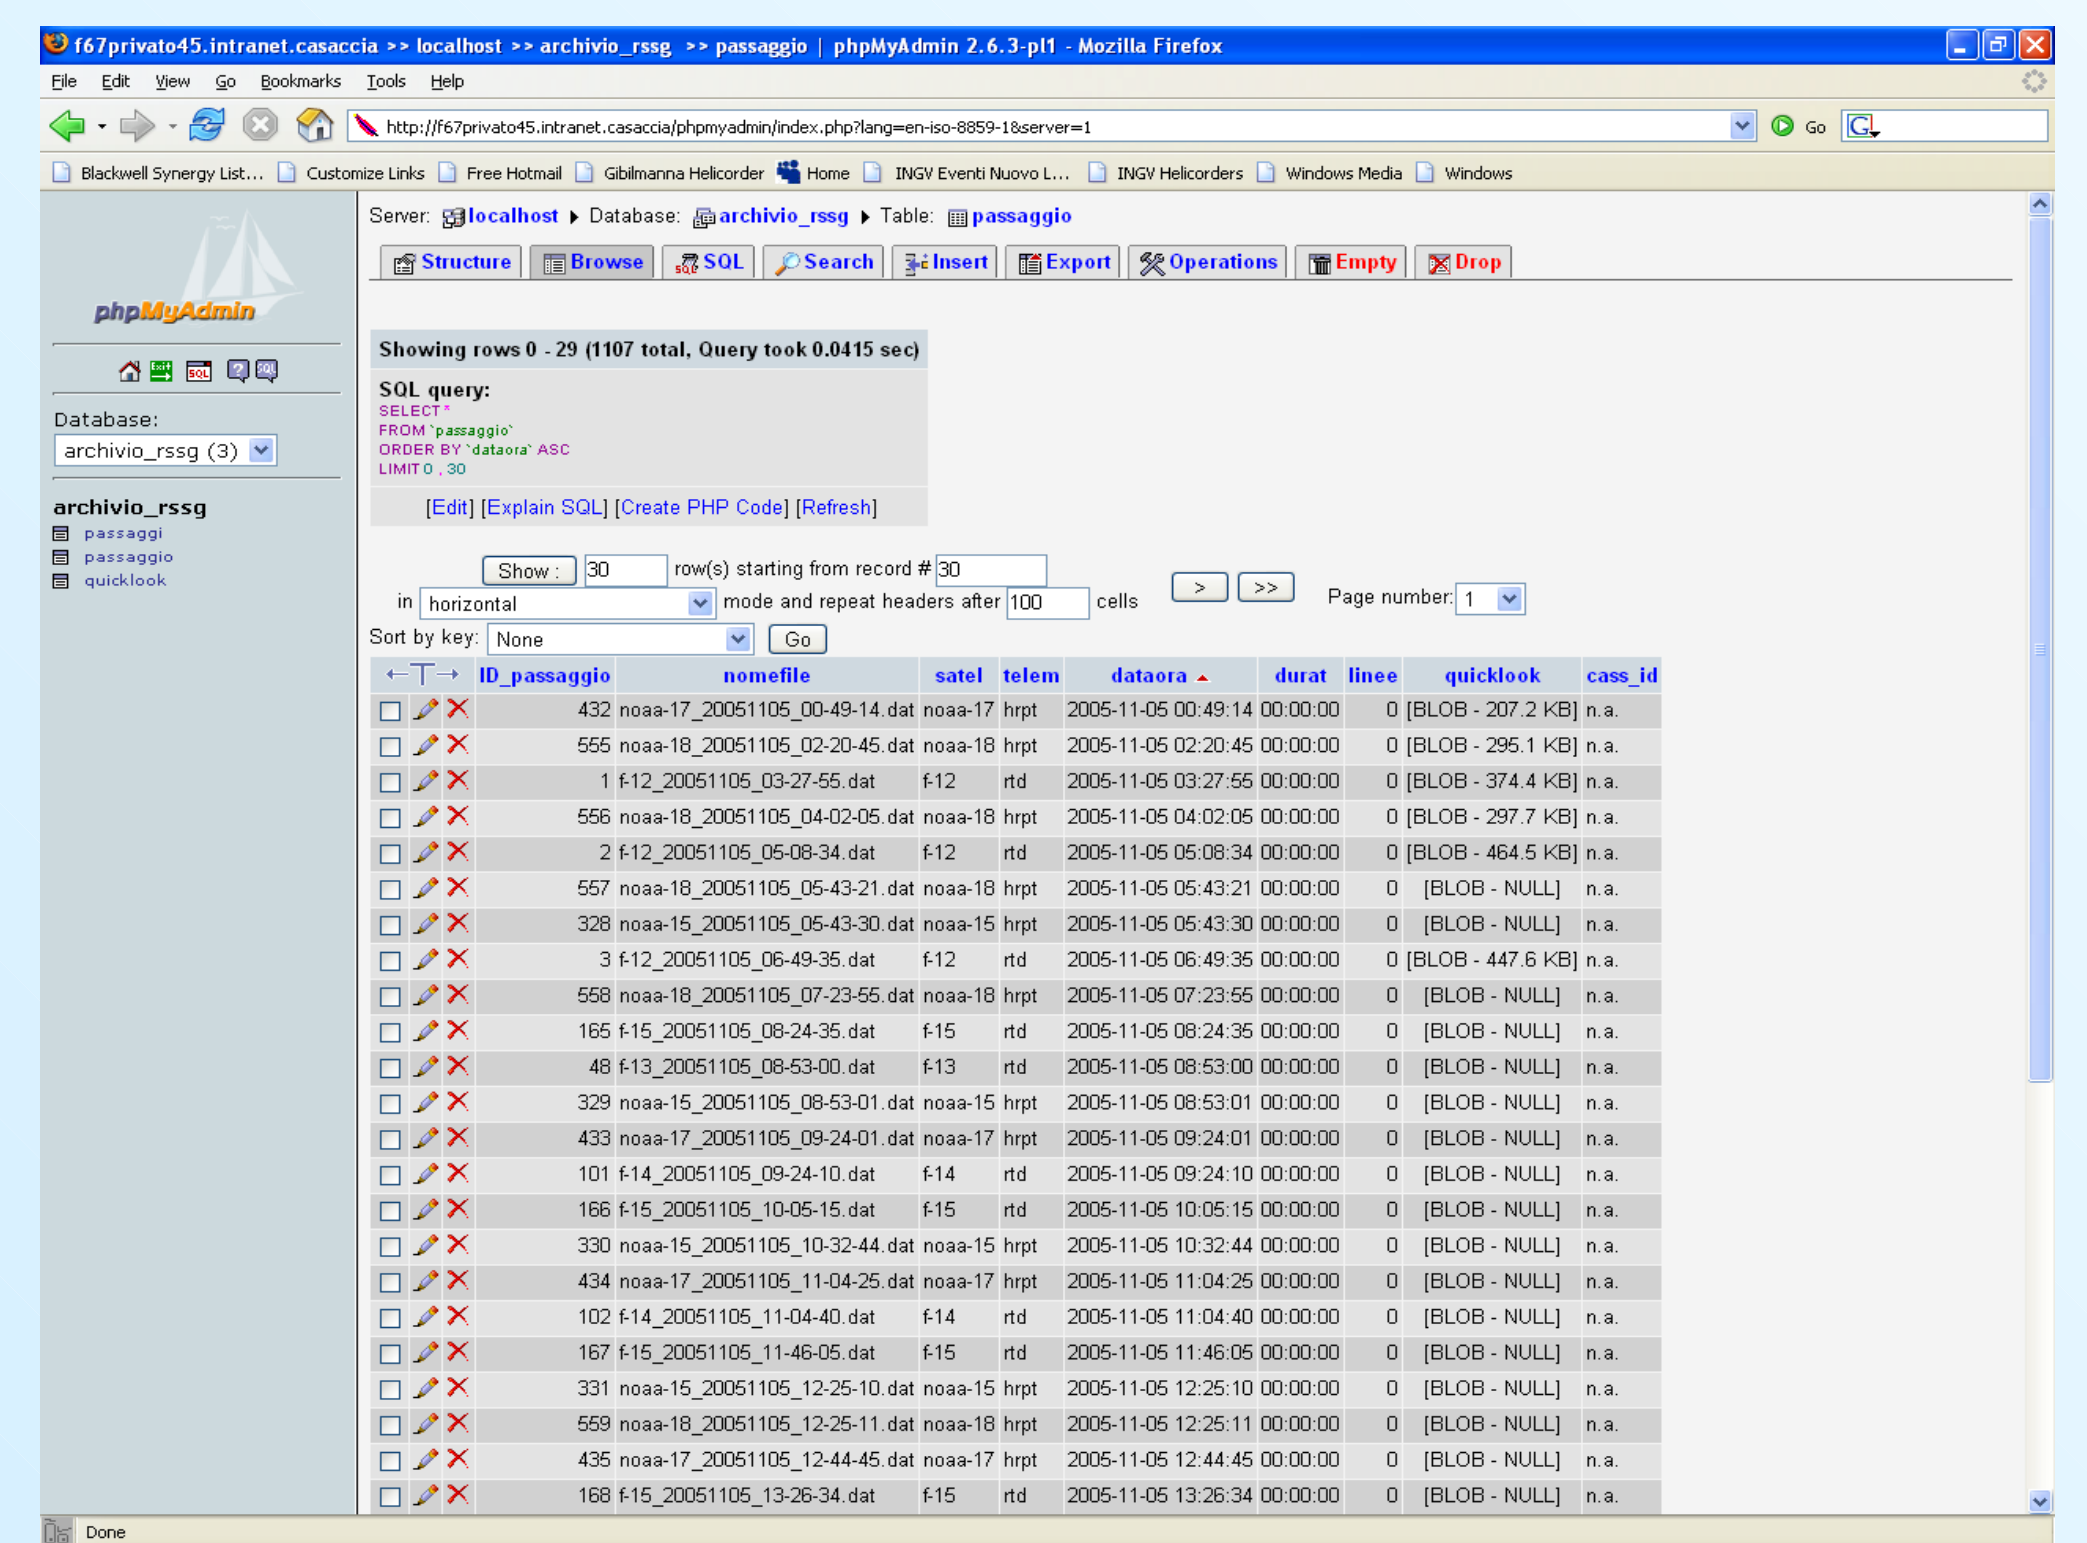 f67privato45.intranet.casaccia >> localhost >> archivio_rssg >> passaggio | phpMyAdmin 2.6.3-pl1 - Mozilla Firefox
File Edit View Go Bookmarks Tools Help
http://f67privato45.intranet.casaccia/phpmyadmin/index.php?lang=en-iso-8859-1&server=1 Go G
Blackwell Synergy List... Customize Links Free Hotmail Gibilmanna Helicorder Home INGV Eventi Nuovo L... INGV Helicorders Windows Media Windows
phpMyAdmin
Exit SQL ? SQL
Database:
archivio_rssg (3)
archivio_rssg
passaggi
passaggio
quicklook
Server: localhost Database: archivio_rssg Table: passaggio
Structure Browse SQL Search Insert Export Operations Empty Drop
Showing rows 0 - 29 (1107 total, Query took 0.0415 sec)
SQL query:
SELECT *
FROM `passaggio`
ORDER BY `dataora` ASC
LIMIT 0 , 30
[Edit] [Explain SQL] [Create PHP Code] [Refresh]
Show : 30 row(s) starting from record # 30
in horizontal mode and repeat headers after 100 cells > >> Page number: 1
Sort by key: None Go
←T→ ID_passaggio nomefile satel telem dataora durat linee quicklook cass_id
432 noaa-17_20051105_00-49-14.dat noaa-17 hrpt 2005-11-05 00:49:14 00:00:00 0 [BLOB - 207.2 KB] n.a.
555 noaa-18_20051105_02-20-45.dat noaa-18 hrpt 2005-11-05 02:20:45 00:00:00 0 [BLOB - 295.1 KB] n.a.
1 f-12_20051105_03-27-55.dat f-12 rtd 2005-11-05 03:27:55 00:00:00 0 [BLOB - 374.4 KB] n.a.
556 noaa-18_20051105_04-02-05.dat noaa-18 hrpt 2005-11-05 04:02:05 00:00:00 0 [BLOB - 297.7 KB] n.a.
2 f-12_20051105_05-08-34.dat f-12 rtd 2005-11-05 05:08:34 00:00:00 0 [BLOB - 464.5 KB] n.a.
557 noaa-18_20051105_05-43-21.dat noaa-18 hrpt 2005-11-05 05:43:21 00:00:00 0 [BLOB - NULL] n.a.
328 noaa-15_20051105_05-43-30.dat noaa-15 hrpt 2005-11-05 05:43:30 00:00:00 0 [BLOB - NULL] n.a.
3 f-12_20051105_06-49-35.dat f-12 rtd 2005-11-05 06:49:35 00:00:00 0 [BLOB - 447.6 KB] n.a.
558 noaa-18_20051105_07-23-55.dat noaa-18 hrpt 2005-11-05 07:23:55 00:00:00 0 [BLOB - NULL] n.a.
165 f-15_20051105_08-24-35.dat f-15 rtd 2005-11-05 08:24:35 00:00:00 0 [BLOB - NULL] n.a.
48 f-13_20051105_08-53-00.dat f-13 rtd 2005-11-05 08:53:00 00:00:00 0 [BLOB - NULL] n.a.
329 noaa-15_20051105_08-53-01.dat noaa-15 hrpt 2005-11-05 08:53:01 00:00:00 0 [BLOB - NULL] n.a.
433 noaa-17_20051105_09-24-01.dat noaa-17 hrpt 2005-11-05 09:24:01 00:00:00 0 [BLOB - NULL] n.a.
101 f-14_20051105_09-24-10.dat f-14 rtd 2005-11-05 09:24:10 00:00:00 0 [BLOB - NULL] n.a.
166 f-15_20051105_10-05-15.dat f-15 rtd 2005-11-05 10:05:15 00:00:00 0 [BLOB - NULL] n.a.
330 noaa-15_20051105_10-32-44.dat noaa-15 hrpt 2005-11-05 10:32:44 00:00:00 0 [BLOB - NULL] n.a.
434 noaa-17_20051105_11-04-25.dat noaa-17 hrpt 2005-11-05 11:04:25 00:00:00 0 [BLOB - NULL] n.a.
102 f-14_20051105_11-04-40.dat f-14 rtd 2005-11-05 11:04:40 00:00:00 0 [BLOB - NULL] n.a.
167 f-15_20051105_11-46-05.dat f-15 rtd 2005-11-05 11:46:05 00:00:00 0 [BLOB - NULL] n.a.
331 noaa-15_20051105_12-25-10.dat noaa-15 hrpt 2005-11-05 12:25:10 00:00:00 0 [BLOB - NULL] n.a.
559 noaa-18_20051105_12-25-11.dat noaa-18 hrpt 2005-11-05 12:25:11 00:00:00 0 [BLOB - NULL] n.a.
435 noaa-17_20051105_12-44-45.dat noaa-17 hrpt 2005-11-05 12:44:45 00:00:00 0 [BLOB - NULL] n.a.
168 f-15_20051105_13-26-34.dat f-15 rtd 2005-11-05 13:26:34 00:00:00 0 [BLOB - NULL] n.a.
Done